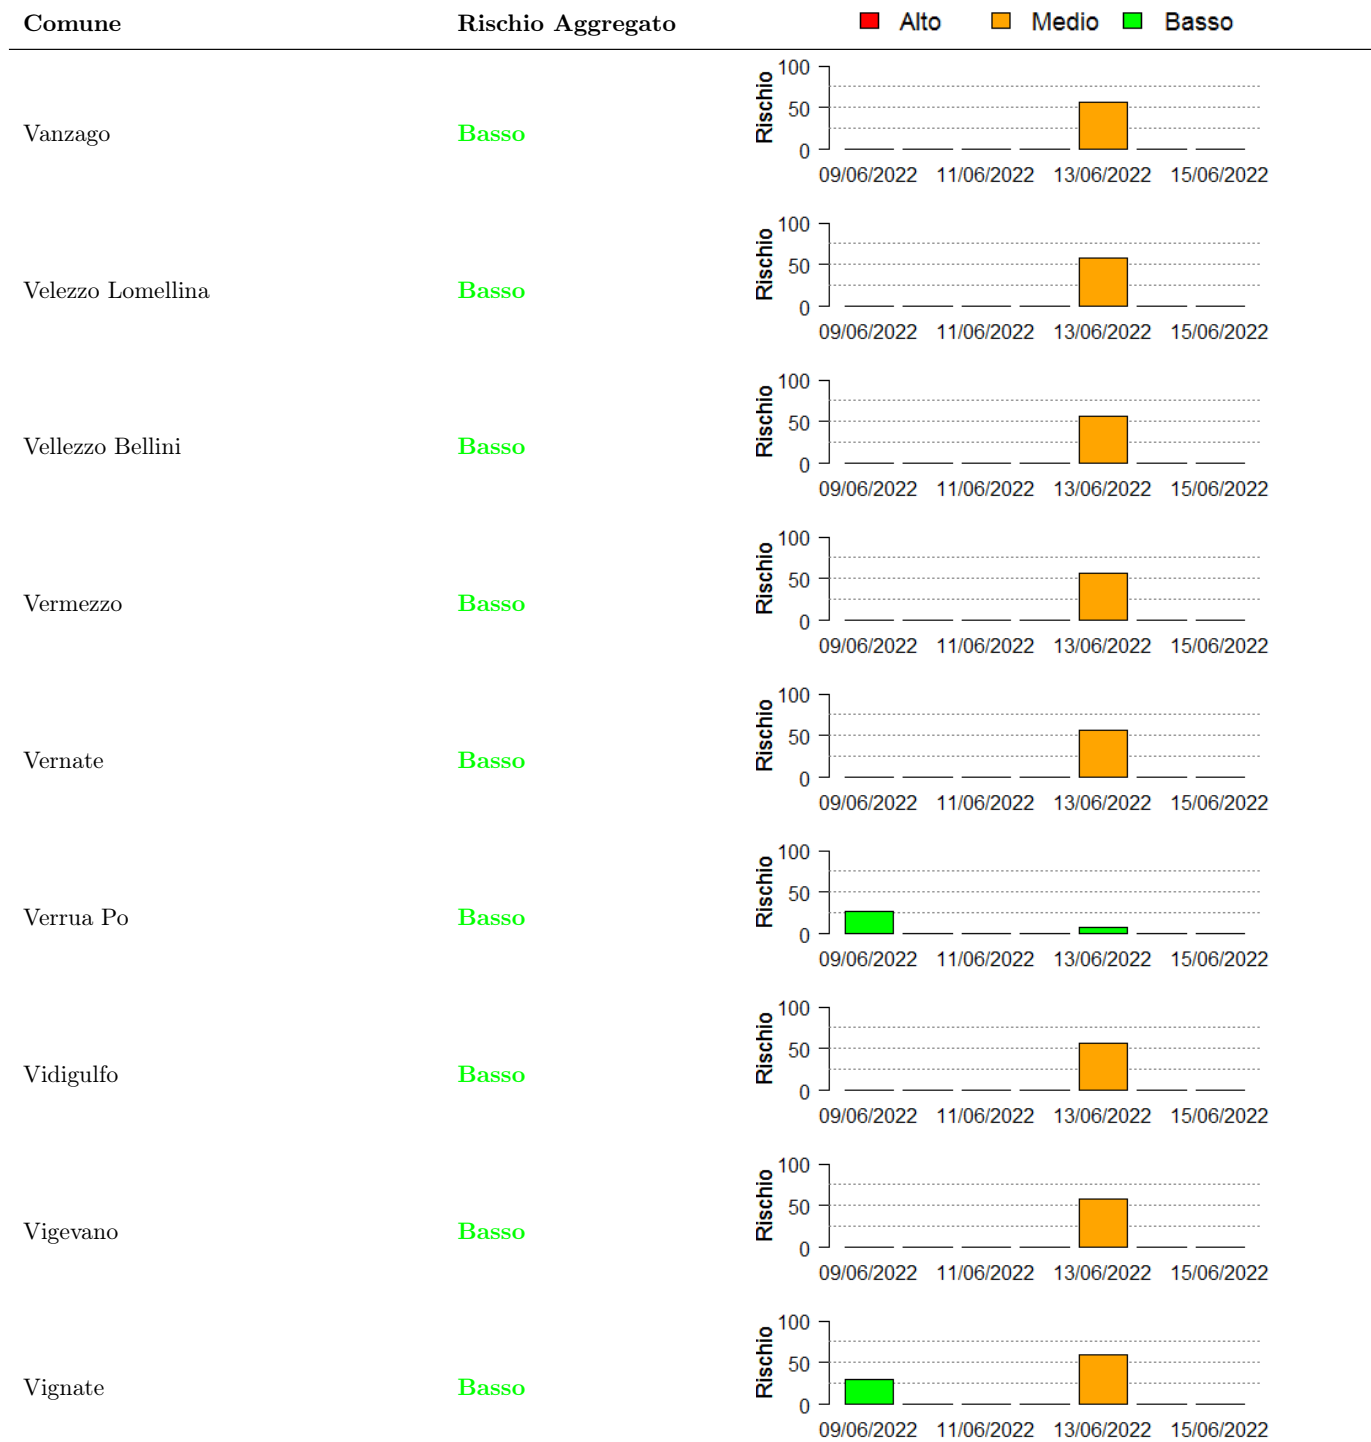 Comune Rischio Aggregato Alto Medio Basso
100
50
0
Rischio
Vanzago Basso
09/06/2022 11/06/2022 13/06/2022 15/06/2022
100
50
0
Rischio
Velezzo Lomellina Basso
09/06/2022 11/06/2022 13/06/2022 15/06/2022
100
50
0
Rischio
Vellezzo Bellini Basso
09/06/2022 11/06/2022 13/06/2022 15/06/2022
100
50
0
Rischio
Vermezzo Basso
09/06/2022 11/06/2022 13/06/2022 15/06/2022
100
50
0
Rischio
Vernate Basso
09/06/2022 11/06/2022 13/06/2022 15/06/2022
100
50
0
Rischio
Verrua Po Basso
09/06/2022 11/06/2022 13/06/2022 15/06/2022
100
50
0
Rischio
Vidigulfo Basso
09/06/2022 11/06/2022 13/06/2022 15/06/2022
100
50
0
Rischio
Vigevano Basso
09/06/2022 11/06/2022 13/06/2022 15/06/2022
100
50
0
Rischio
Vignate Basso
09/06/2022 11/06/2022 13/06/2022 15/06/2022